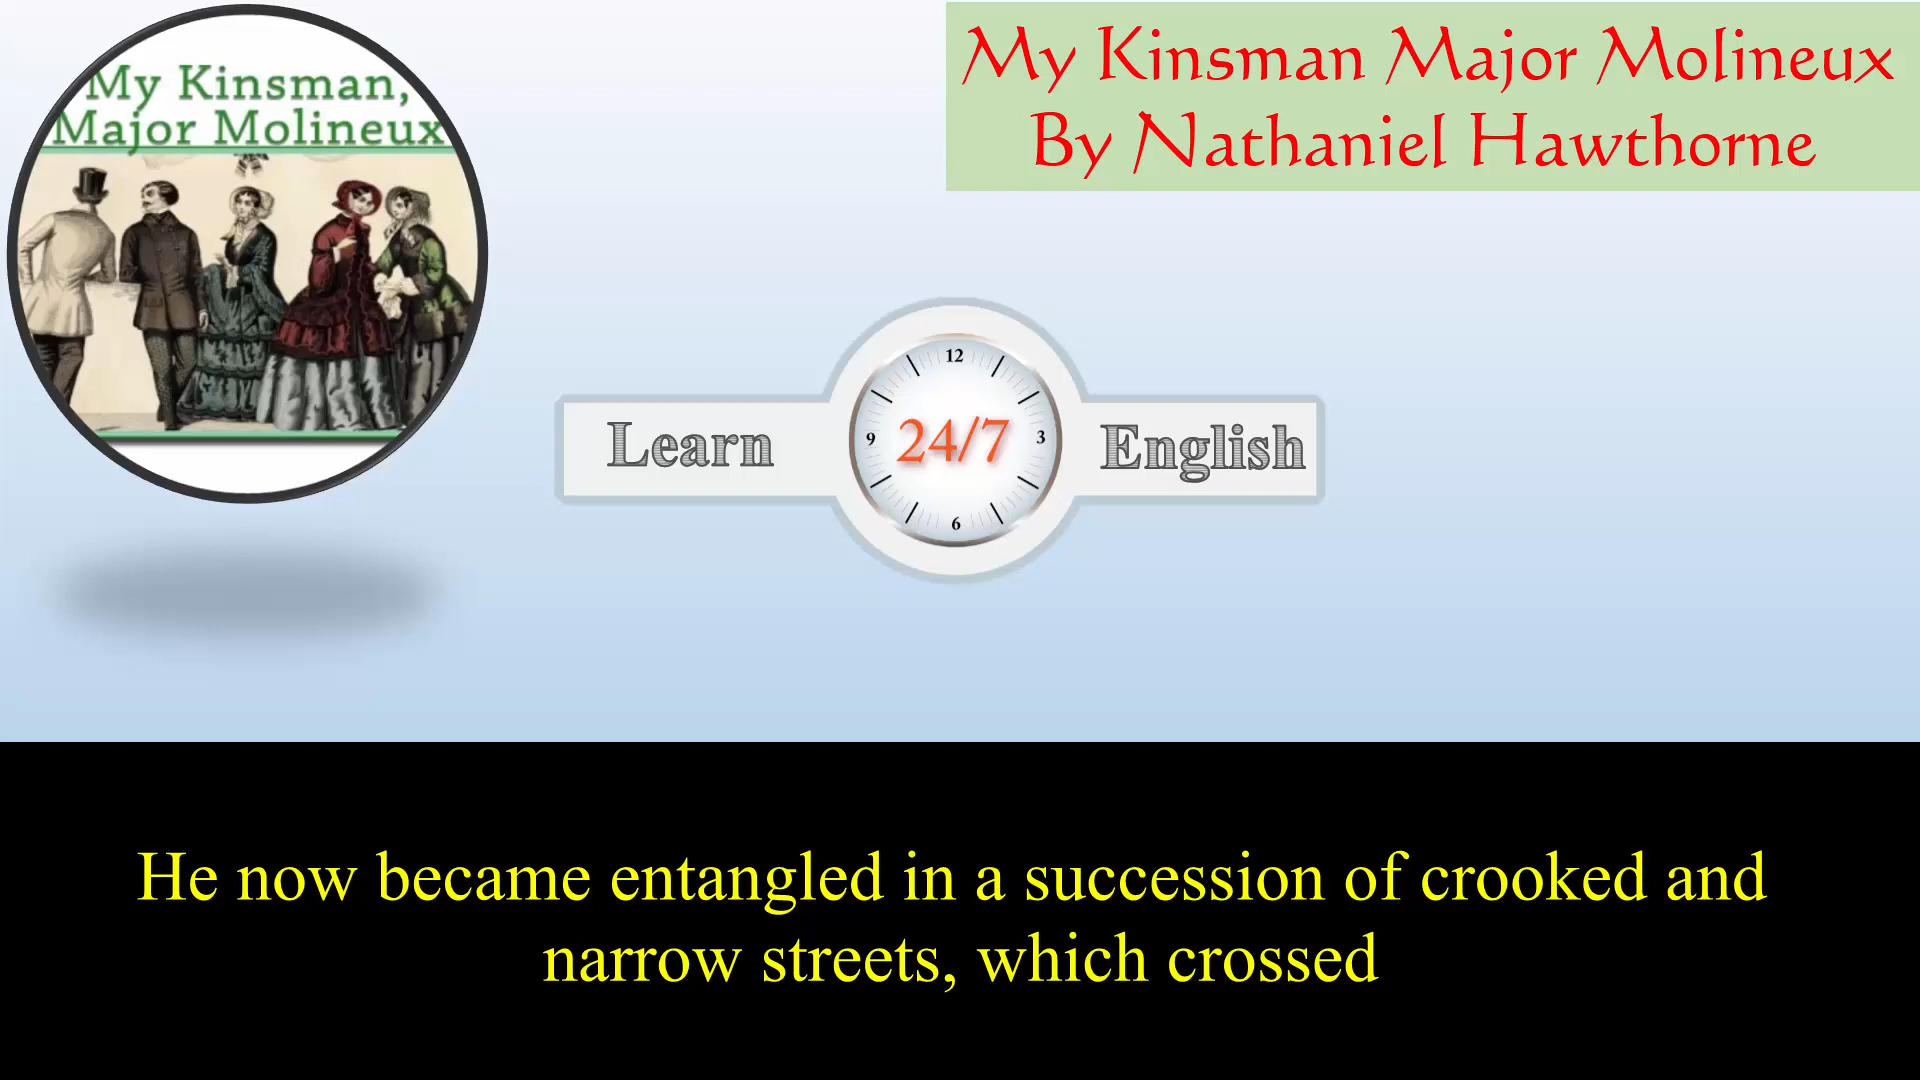 My Kinsman,
Major Molineux
My Kinsman Major Molineux
By Nathaniel Hawthorne
12
9
3
6
Learn
24/7
English
He now became entangled in a succession of crooked and
narrow streets, which crossed